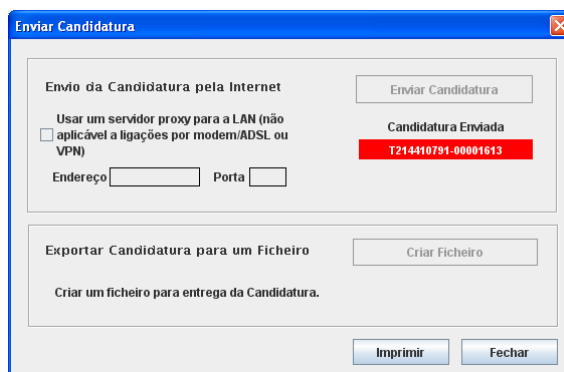 Enviar Candidatura
Envio da Candidatura pela Internet
Enviar Candidatura
Usar um servidor proxy para a LAN (não
aplicável a ligações por modem/ADSL ou
VPN)
Candidatura Enviada
T214410791-00001613
Endereço
Porta
Exportar Candidatura para um Ficheiro
Criar Ficheiro
Criar um ficheiro para entrega da Candidatura.
Imprimir
Fechar